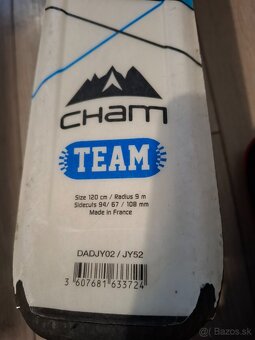 CHAM
TEAM
Size 120 cm / Radius 9 m
Sidecuts 94/ 67 / 108 mm
Made in France
DADJY02 / JY52
3 607681 633724
Bazos.sk